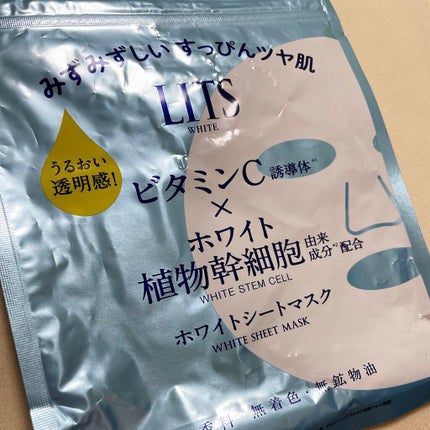 みずみずしい すっぴんツヤ肌
LITS
WHITE
うるおい
透明感!
ビタミンC 誘導体*1
×
ホワイト
植物幹細胞 由来成分*2配合
WHITE STEM CELL
ホワイトシートマスク
WHITE SHEET MASK
香料・無着色・無鉱物油